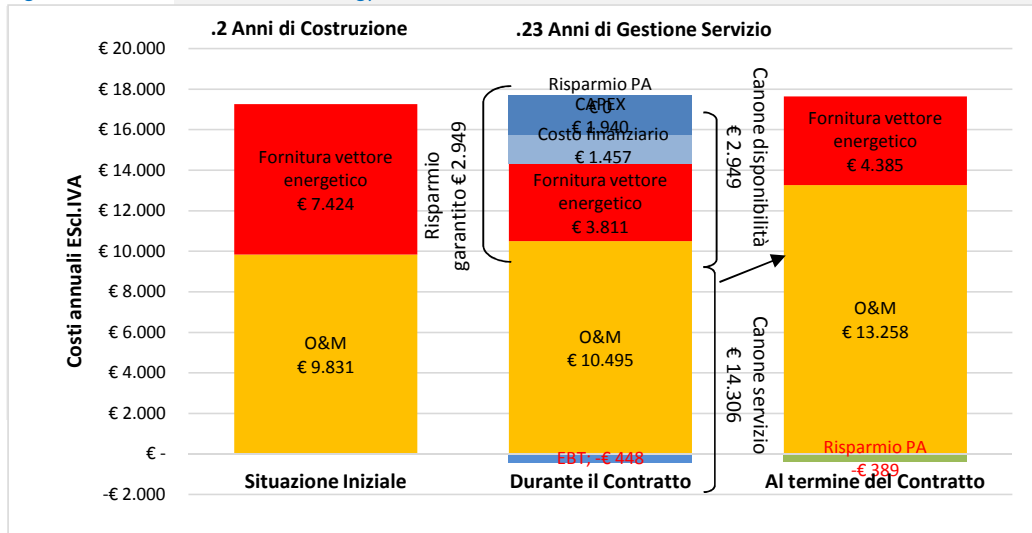 .2 Anni di Costruzione
.23 Anni di Gestione Servizio
Costi annuali EScl.IVA
€ 20.000
€ 18.000
€ 16.000
€ 14.000
€ 12.000
€ 10.000
€ 8.000
€ 6.000
€ 4.000
€ 2.000
€ -
-€ 2.000
Fornitura vettore
energetico
€ 7.424
O&M
€ 9.831
Situazione Iniziale
Risparmio
garantito € 2.949
Risparmio PA
€ 0
CAPEX
€ 1.940
Costo finanziario
€ 1.457
Fornitura vettore
energetico
€ 3.811
O&M
€ 10.495
EBT; -€ 448
Durante il Contratto
Canone disponibilità
€ 2.949
Canone servizio
€ 14.306
Fornitura vettore
energetico
€ 4.385
O&M
€ 13.258
Risparmio PA
-€ 389
Al termine del Contratto